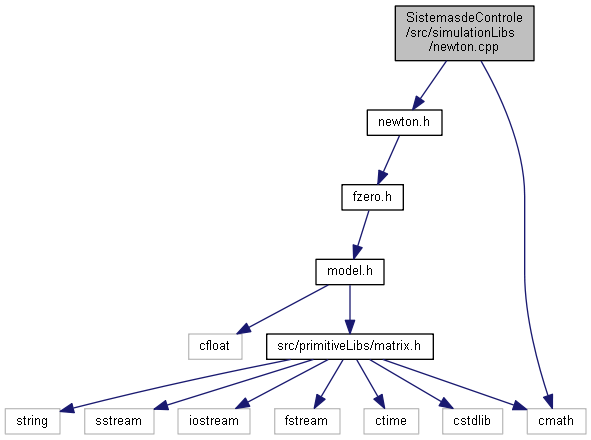 SistemasdeControle
/src/simulationLibs
/newton.cpp
newton.h
fzero.h
model.h
cfloat
src/primitiveLibs/matrix.h
string
sstream
iostream
fstream
ctime
cstdlib
cmath